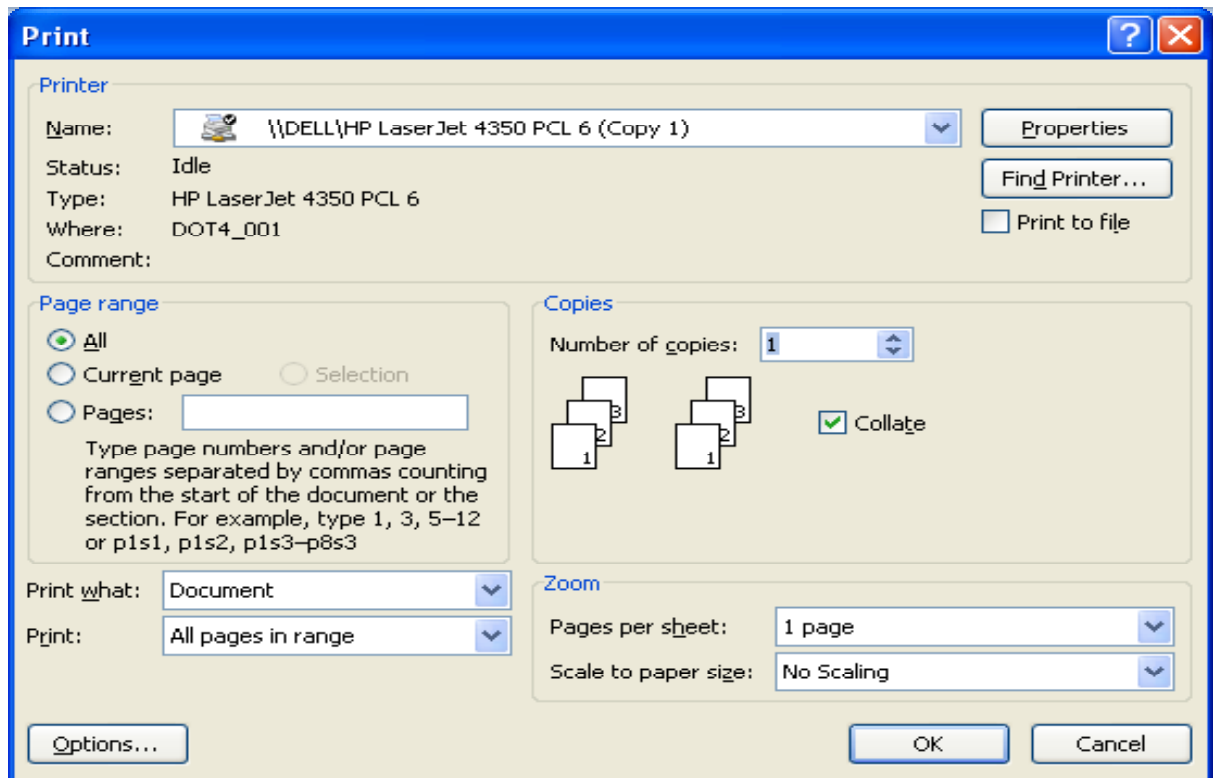 Print
Printer
Name: \\DELL\HP LaserJet 4350 PCL 6 (Copy 1) Properties
Status: Idle
Find Printer...
Type: HP LaserJet 4350 PCL 6
Where: DOT4_001
Print to file
Comment:
Page range
All
Current page Selection
Pages:
Type page numbers and/or page
ranges separated by commas counting
from the start of the document or the
section. For example, type 1, 3, 5–12
or p1s1, p1s2, p1s3–p8s3
Copies
Number of copies: 1
3 3
2 2
1 1
Collate
Print what: Document
Print: All pages in range
Zoom
Pages per sheet: 1 page
Scale to paper size: No Scaling
Options... OK Cancel